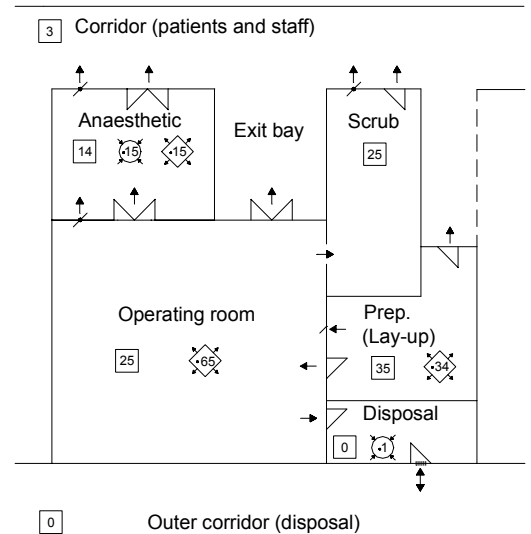 3 Corridor (patients and staff)
Anaesthetic
14 ·15 ·15
Exit bay
Scrub
25
Operating room
25 ·65
Prep.
(Lay-up)
35 ·34
Disposal
0 ·1
0 Outer corridor (disposal)